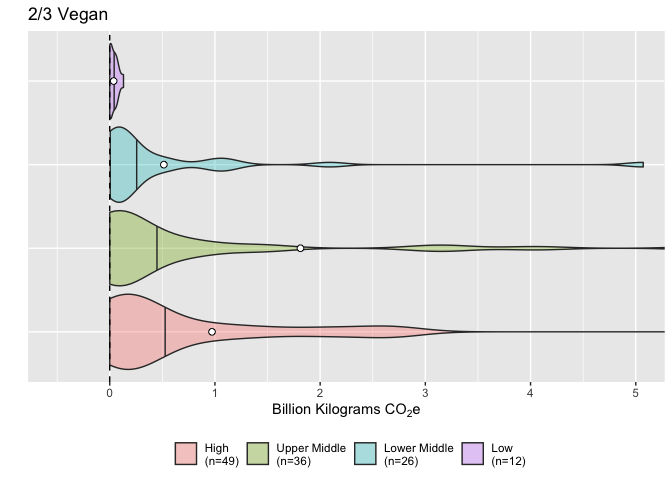 2/3 Vegan
0 1 2 3 4 5
Billion Kilograms CO₂e
High Upper Middle Lower Middle Low
(n=49) (n=36) (n=26) (n=12)